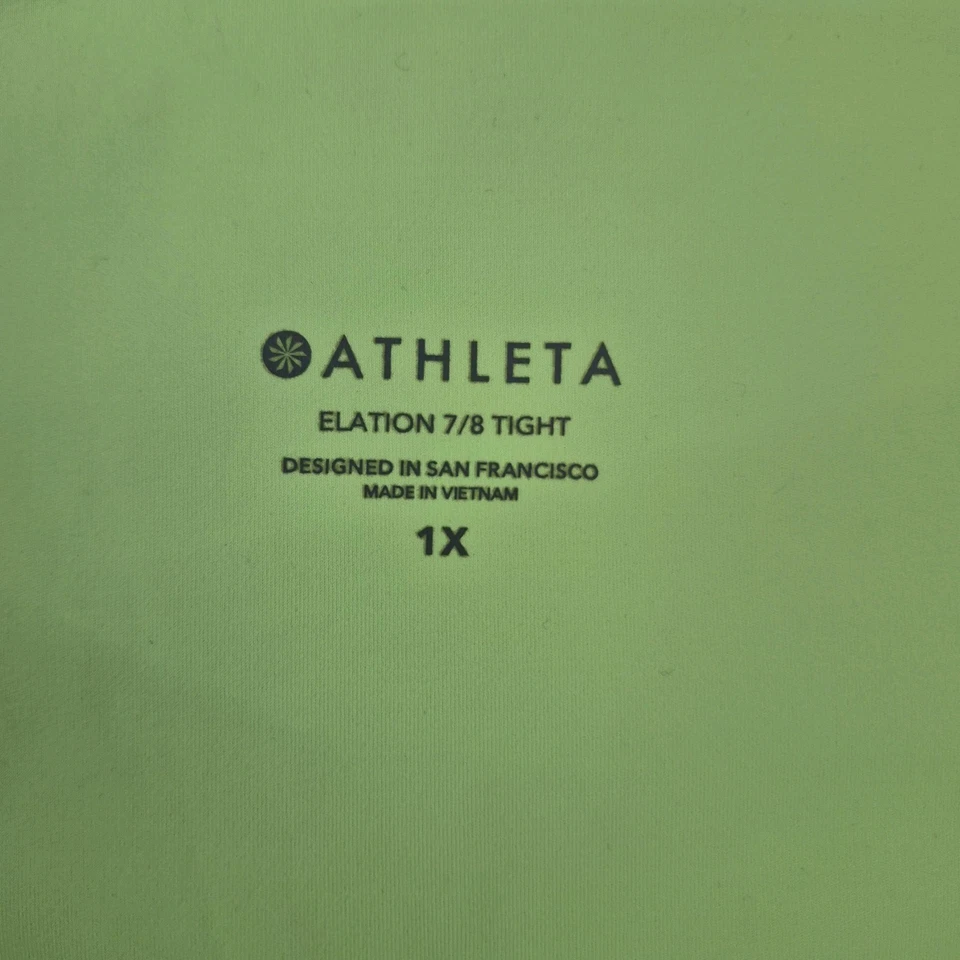 ATHLETA
ELATION 7/8 TIGHT
DESIGNED IN SAN FRANCISCO
MADE IN VIETNAM
1X